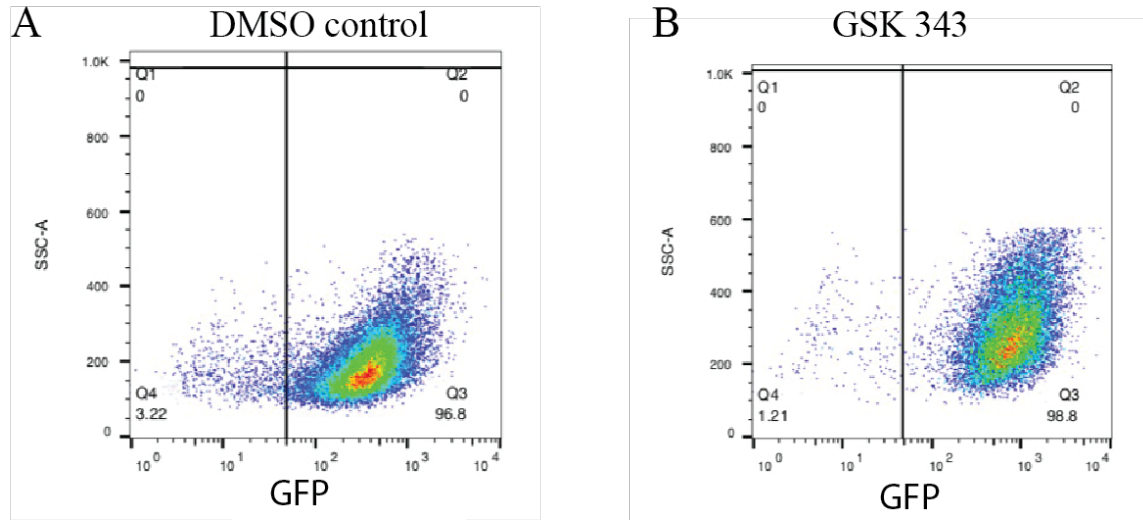 A DMSO control
1.0K
Q1 Q2
0 0
800
600
SSC-A
400
200
Q4 Q3
3.22 96.8
0
10^0 10^1 10^2 10^3 10^4
GFP
B GSK 343
1.0K
Q1 Q2
0 0
800
600
SSC-A
400
200
Q4 Q3
1.21 98.8
0
10^0 10^1 10^2 10^3 10^4
GFP